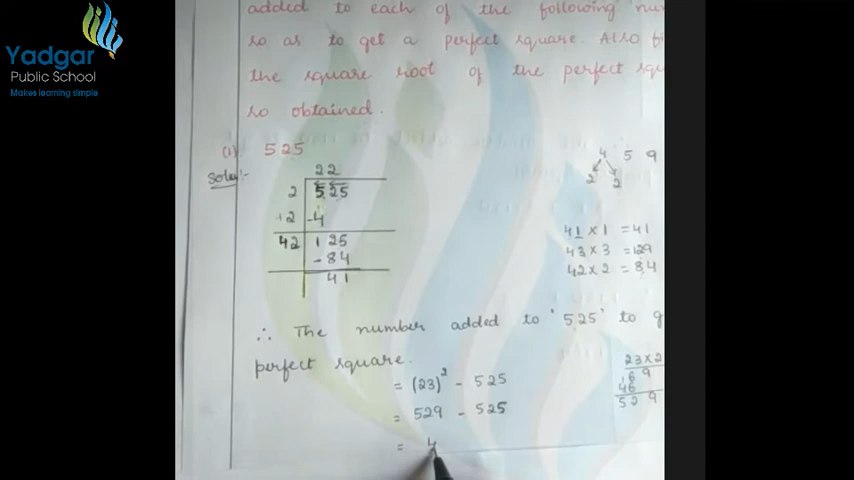 Yadgar
Public School
Makes learning simple
added to each of the following
so as to get a perfect square. Also
the square root of the perfect
so obtained.
(i) 525
Soln:-
22
2 525
+2 -4
42 125
-84
41
4 5 9
2 2
41 × 1 = 41
43 × 3 = 129
42 × 2 = 84
∴ The number added to '525' to
perfect square.
= (23)² - 525
= 529 - 525
= 4
23×2
69
46
529